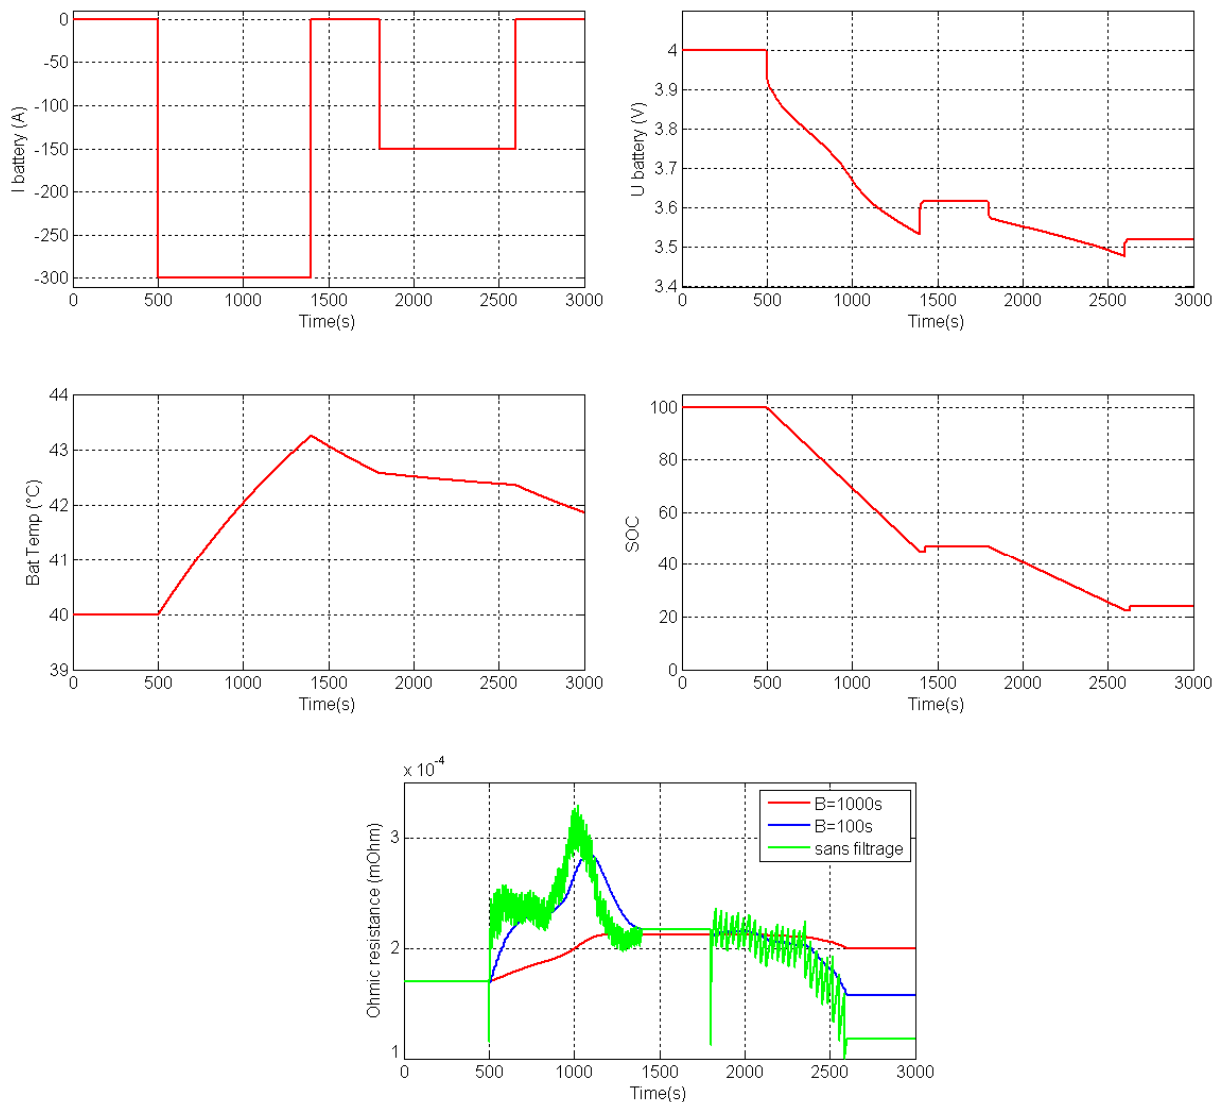 I battery (A)
0
-50
-100
-150
-200
-250
-300
0 500 1000 1500 2000 2500 3000
Time(s)
U battery (V)
4
3.9
3.8
3.7
3.6
3.5
3.4
0 500 1000 1500 2000 2500 3000
Time(s)
Bat Temp (°C)
44
43
42
41
40
39
0 500 1000 1500 2000 2500 3000
Time(s)
SOC
100
80
60
40
20
0
0 500 1000 1500 2000 2500 3000
Time(s)
x 10⁻⁴
Ohmic resistance (mOhm)
3
2
1
B=1000s
B=100s
sans filtrage
0 500 1000 1500 2000 2500 3000
Time(s)